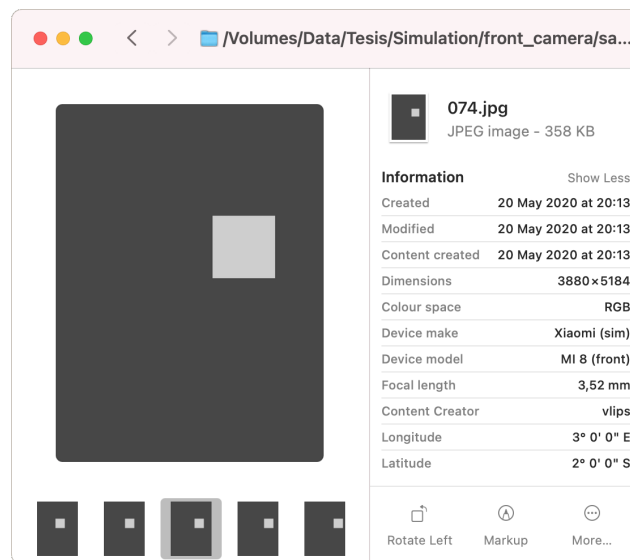 /Volumes/Data/Tesis/Simulation/front_camera/sa...
074.jpg
JPEG image - 358 KB
Information Show Less
Created 20 May 2020 at 20:13
Modified 20 May 2020 at 20:13
Content created 20 May 2020 at 20:13
Dimensions 3880×5184
Colour space RGB
Device make Xiaomi (sim)
Device model MI 8 (front)
Focal length 3,52 mm
Content Creator vlips
Longitude 3° 0' 0" E
Latitude 2° 0' 0" S
Rotate Left Markup More...